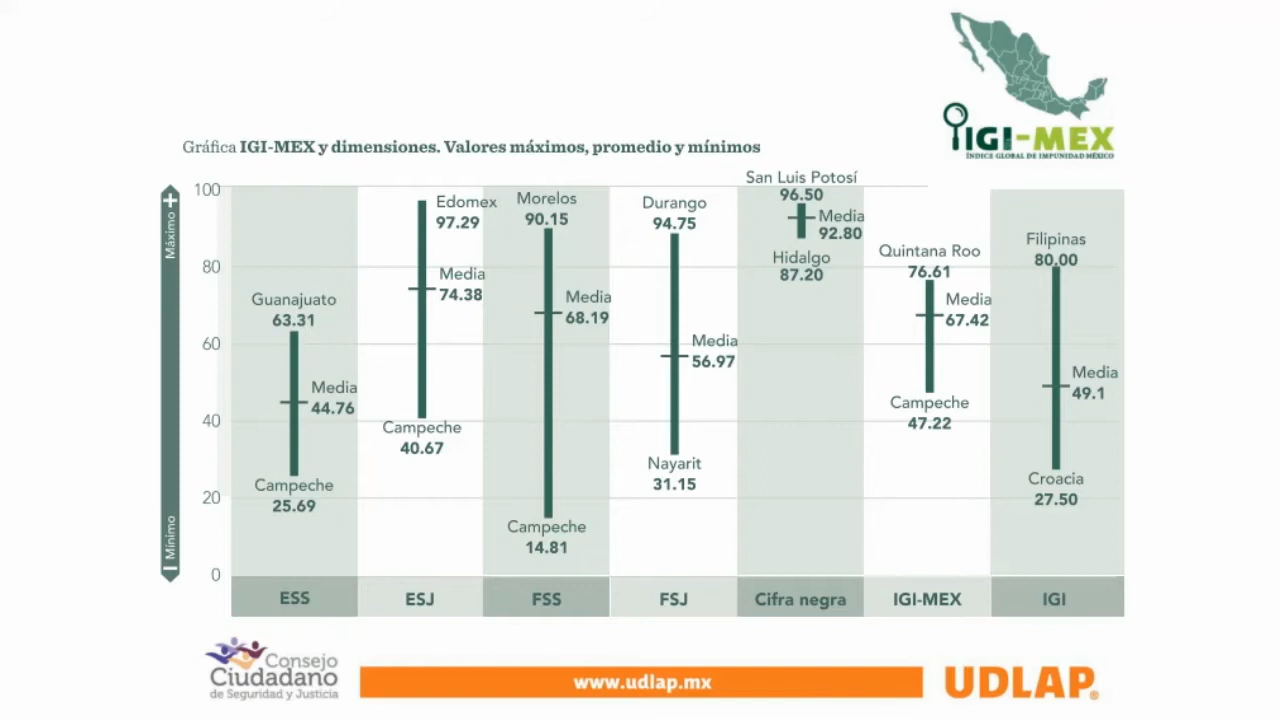 IGI-MEX
ÍNDICE GLOBAL DE IMPUNIDAD MÉXICO
Gráfica IGI-MEX y dimensiones. Valores máximos, promedio y mínimos
Máximo
Mínimo
100
80
60
40
20
0
Guanajuato
63.31
Media
44.76
Campeche
25.69
ESS
Edomex
97.29
Media
74.38
Campeche
40.67
ESJ
Morelos
90.15
Media
68.19
Campeche
14.81
FSS
Durango
94.75
Media
56.97
Nayarit
31.15
FSJ
San Luis Potosí
96.50
Media
92.80
Hidalgo
87.20
Cifra negra
Quintana Roo
76.61
Media
67.42
Campeche
47.22
IGI-MEX
Filipinas
80.00
Media
49.1
Croacia
27.50
IGI
Consejo
Ciudadano
de Seguridad y Justicia
www.udlap.mx
UDLAP®